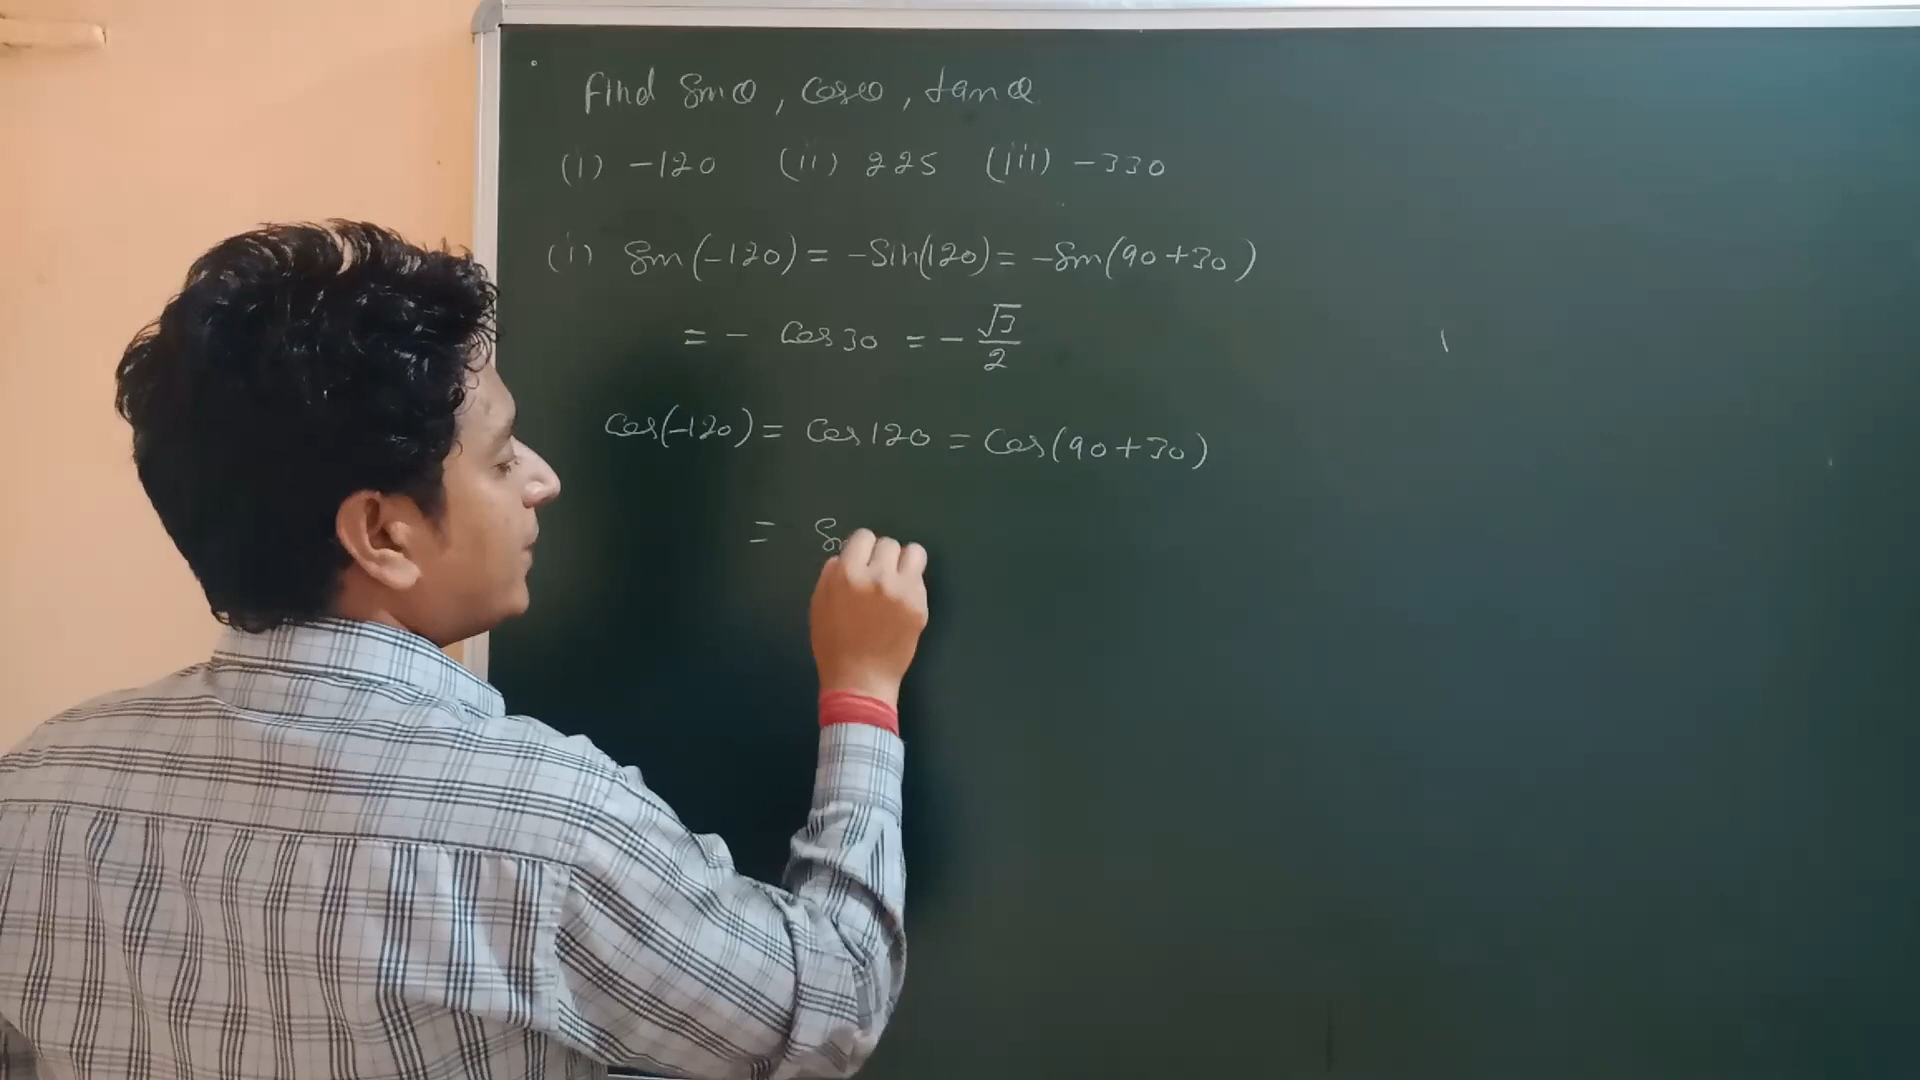 Find Sinθ, Cosθ, tanθ
(i) -120 (ii) 225 (iii) -330
(i) Sin(-120) = -Sin(120) = -Sin(90+30)
= - Cos30 = - √3/2
Cos(-120) = Cos120 = Cos(90+30)
=